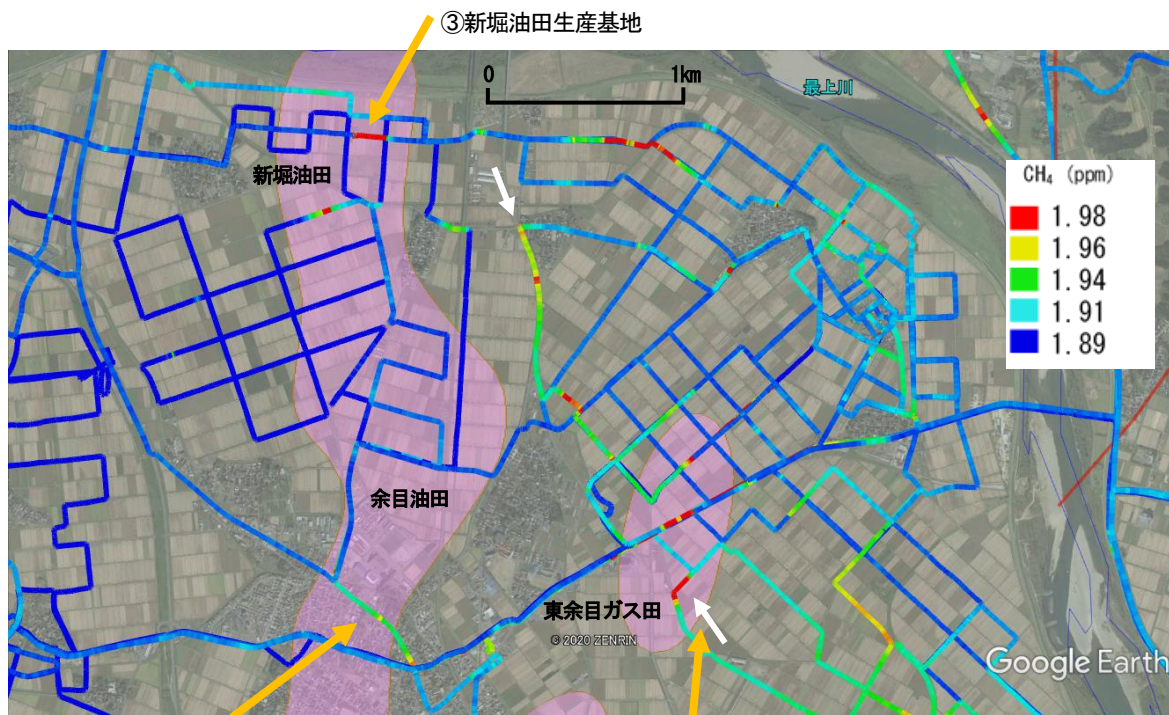 ③新堀油田生産基地
0 1km
最上川
CH₄ (ppm)
1.98
1.96
1.94
1.91
1.89
新堀油田
余目油田
東余目ガス田
© 2020 ZENRIN
Google Earth